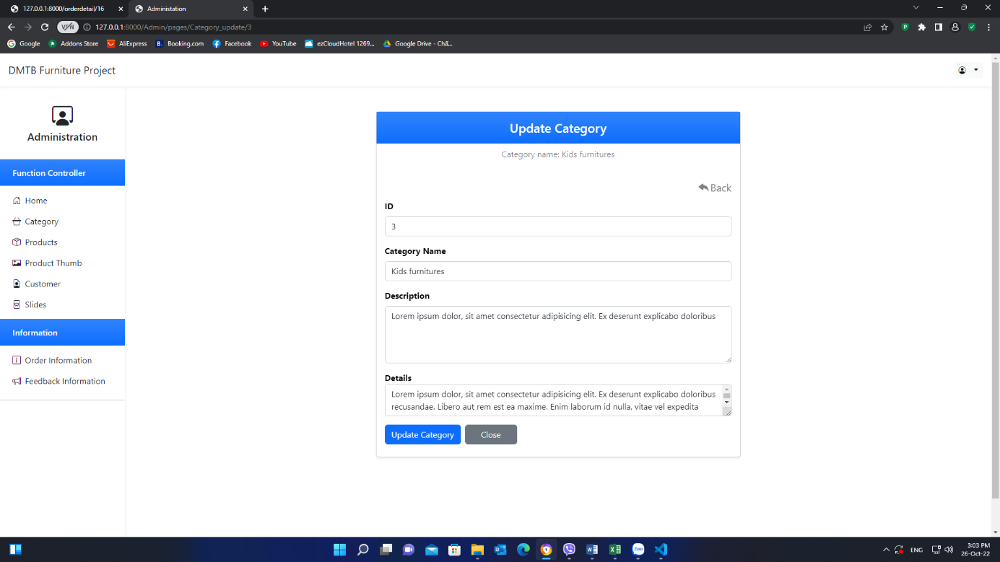 127.0.0.1:8000/orderdetail/16
Administation
VPN
127.0.0.1:8000/Admin/pages/Category_update/3
Google
Addons Store
AliExpress
Booking.com
Facebook
YouTube
ezCloudHotel 1269...
Google Drive - Chấ...
DMTB Furniture Project
Administration
Function Controller
Home
Category
Products
Product Thumb
Customer
Slides
Information
Order Information
Feedback Information
Update Category
Category name: Kids furnitures
Back
ID
3
Category Name
Kids furnitures
Description
Lorem ipsum dolor, sit amet consectetur adipisicing elit. Ex deserunt explicabo doloribus
Details
Lorem ipsum dolor, sit amet consectetur adipisicing elit. Ex deserunt explicabo doloribus
recusandae. Libero aut rem est ea maxime. Enim laborum id nulla, vitae vel expedita
Update Category
Close
Zalo
ENG
3:03 PM
26-Oct-22